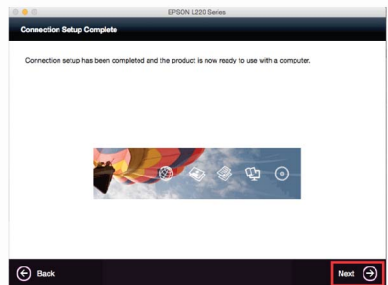 EPSON L220 Series
Connection Setup Complete
Connection setup has been completed and the product is now ready to use with a computer.
Back
Next